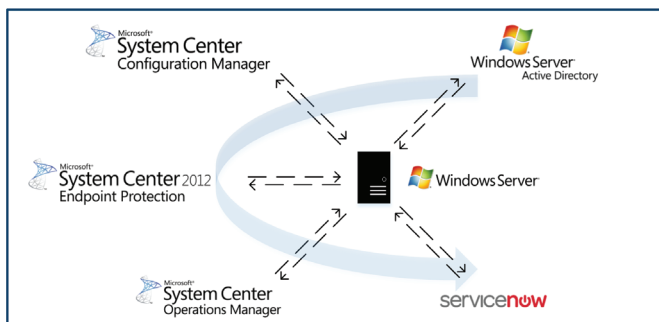 Microsoft®
System Center
Configuration Manager
Windows Server®
Active Directory
Microsoft®
System Center 2012
Endpoint Protection
Windows Server®
Microsoft®
System Center
Operations Manager
servicenow